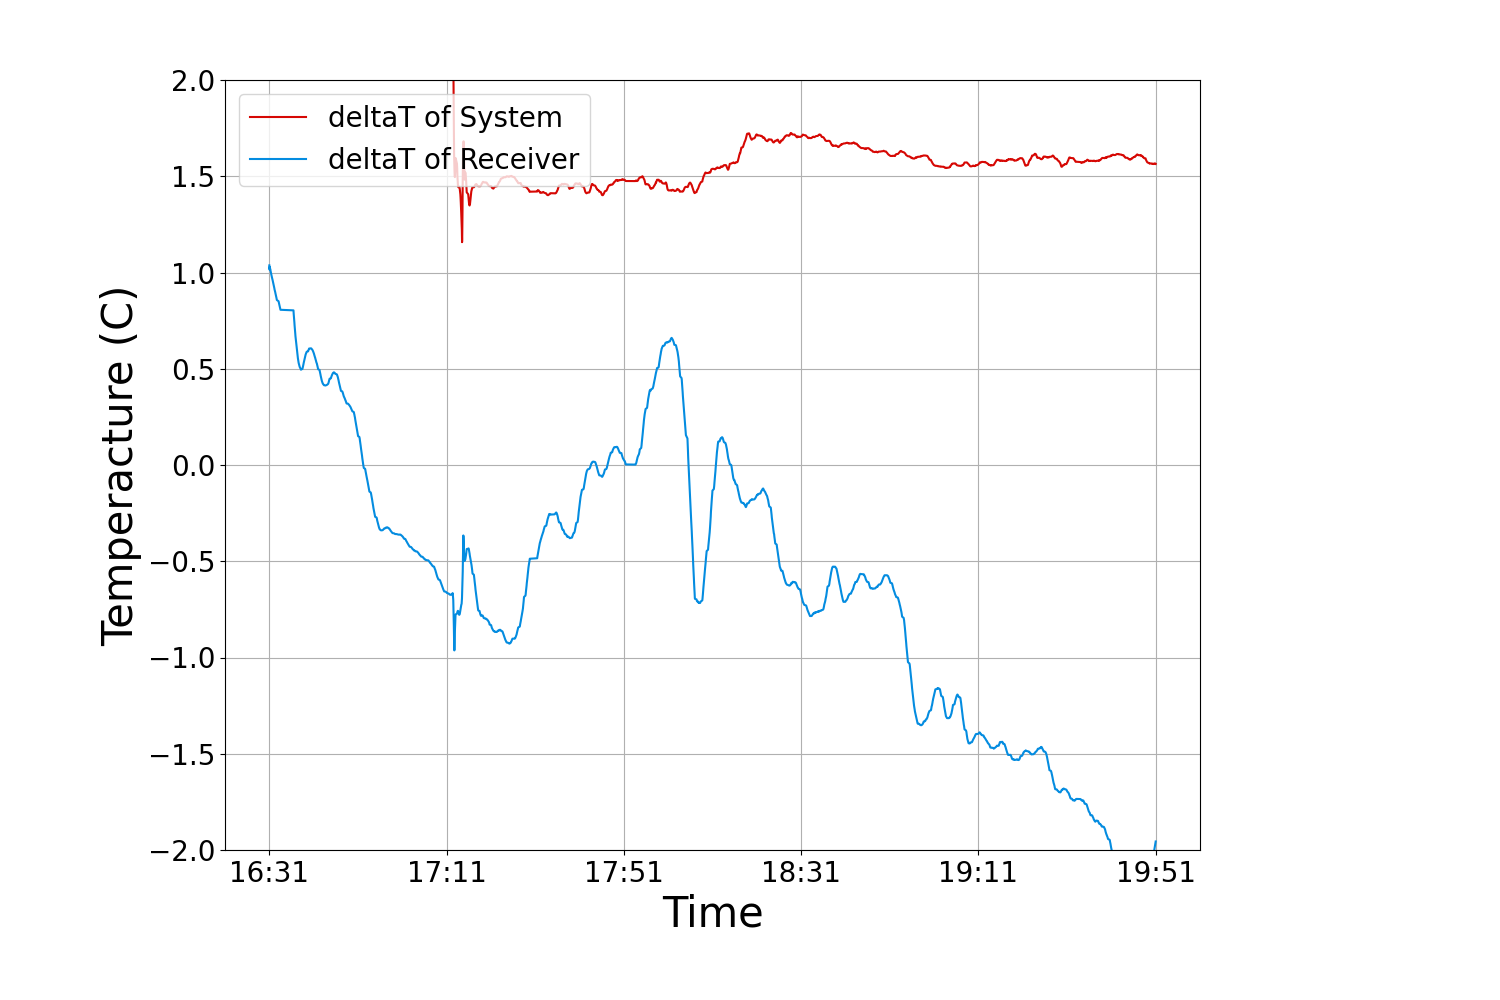 2.0
1.5
1.0
0.5
0.0
−0.5
−1.0
−1.5
−2.0
Temperacture (C)
deltaT of System
deltaT of Receiver
16:31 17:11 17:51 18:31 19:11 19:51
Time